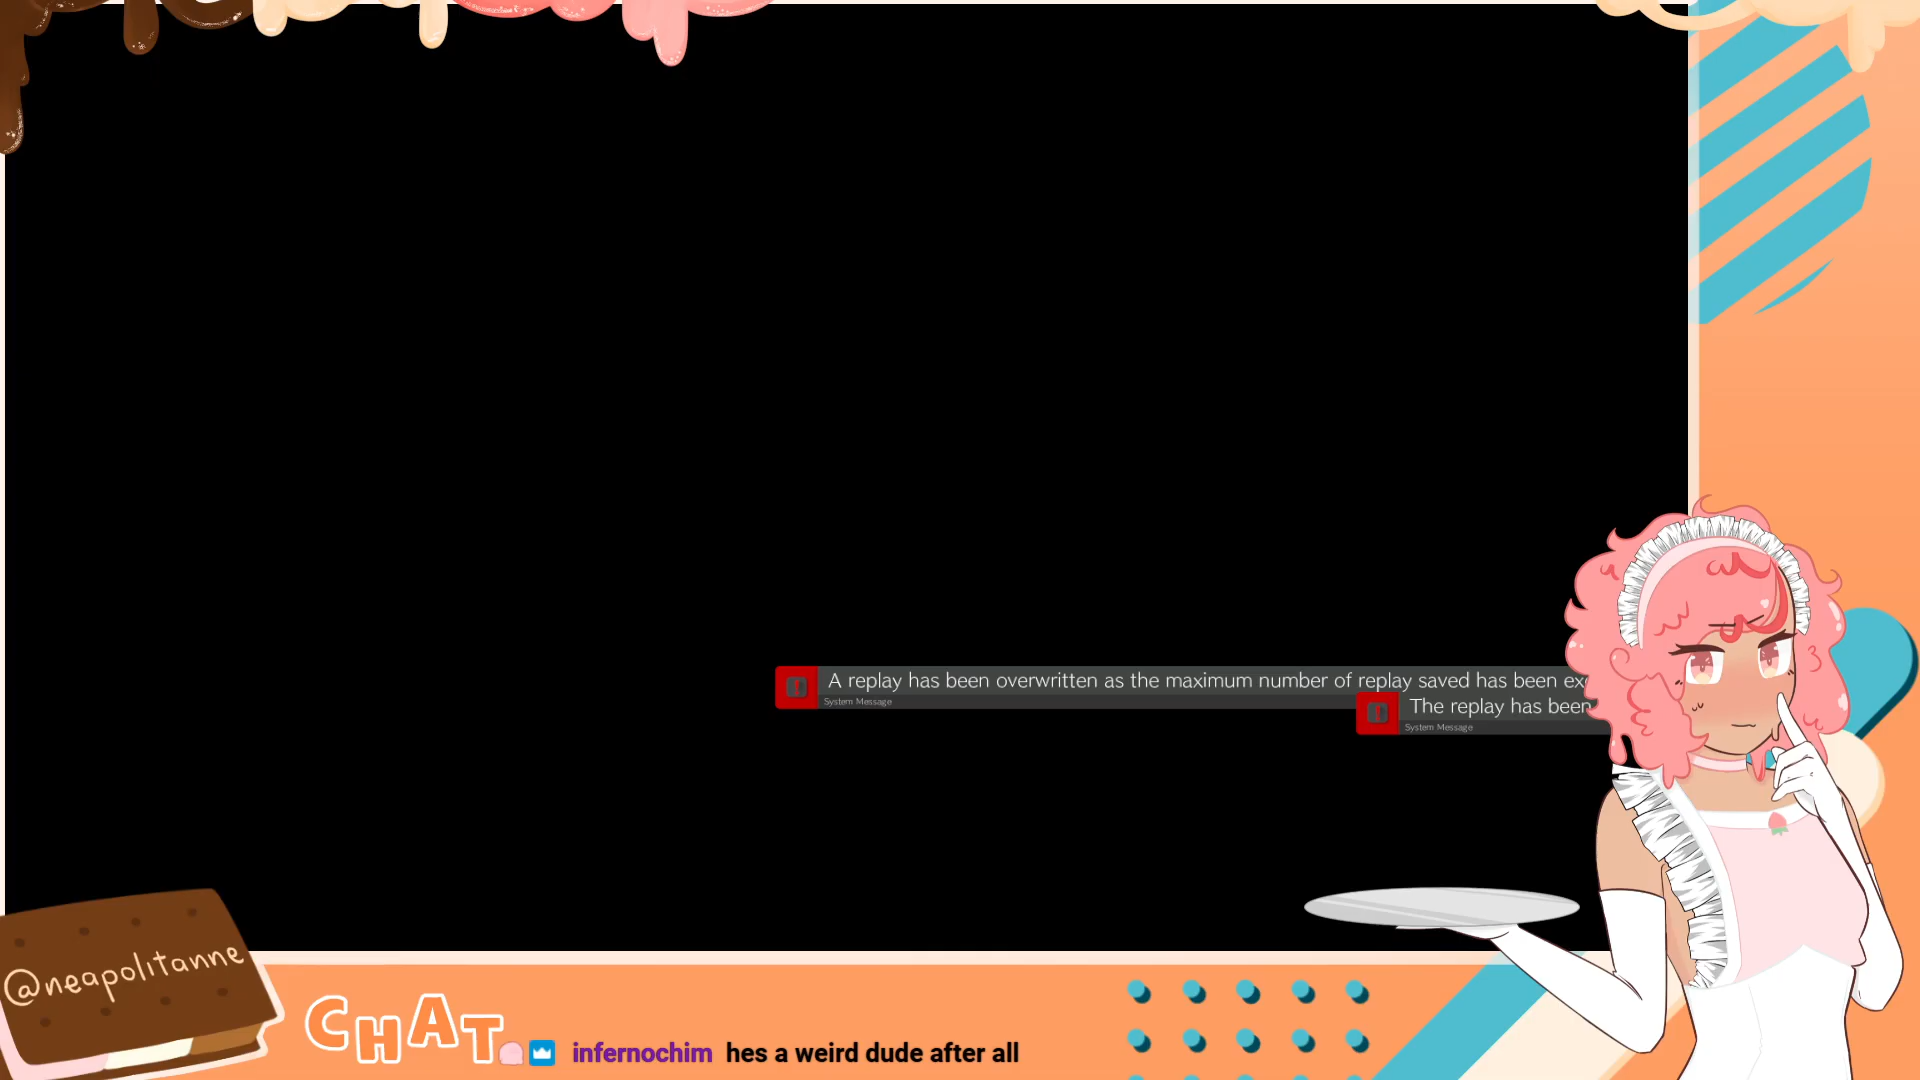 A replay has been overwritten as the maximum number of replay saved has been
System Message
The replay has been
System Message
@neapolitanne
CHAT
infernochim hes a weird dude after all